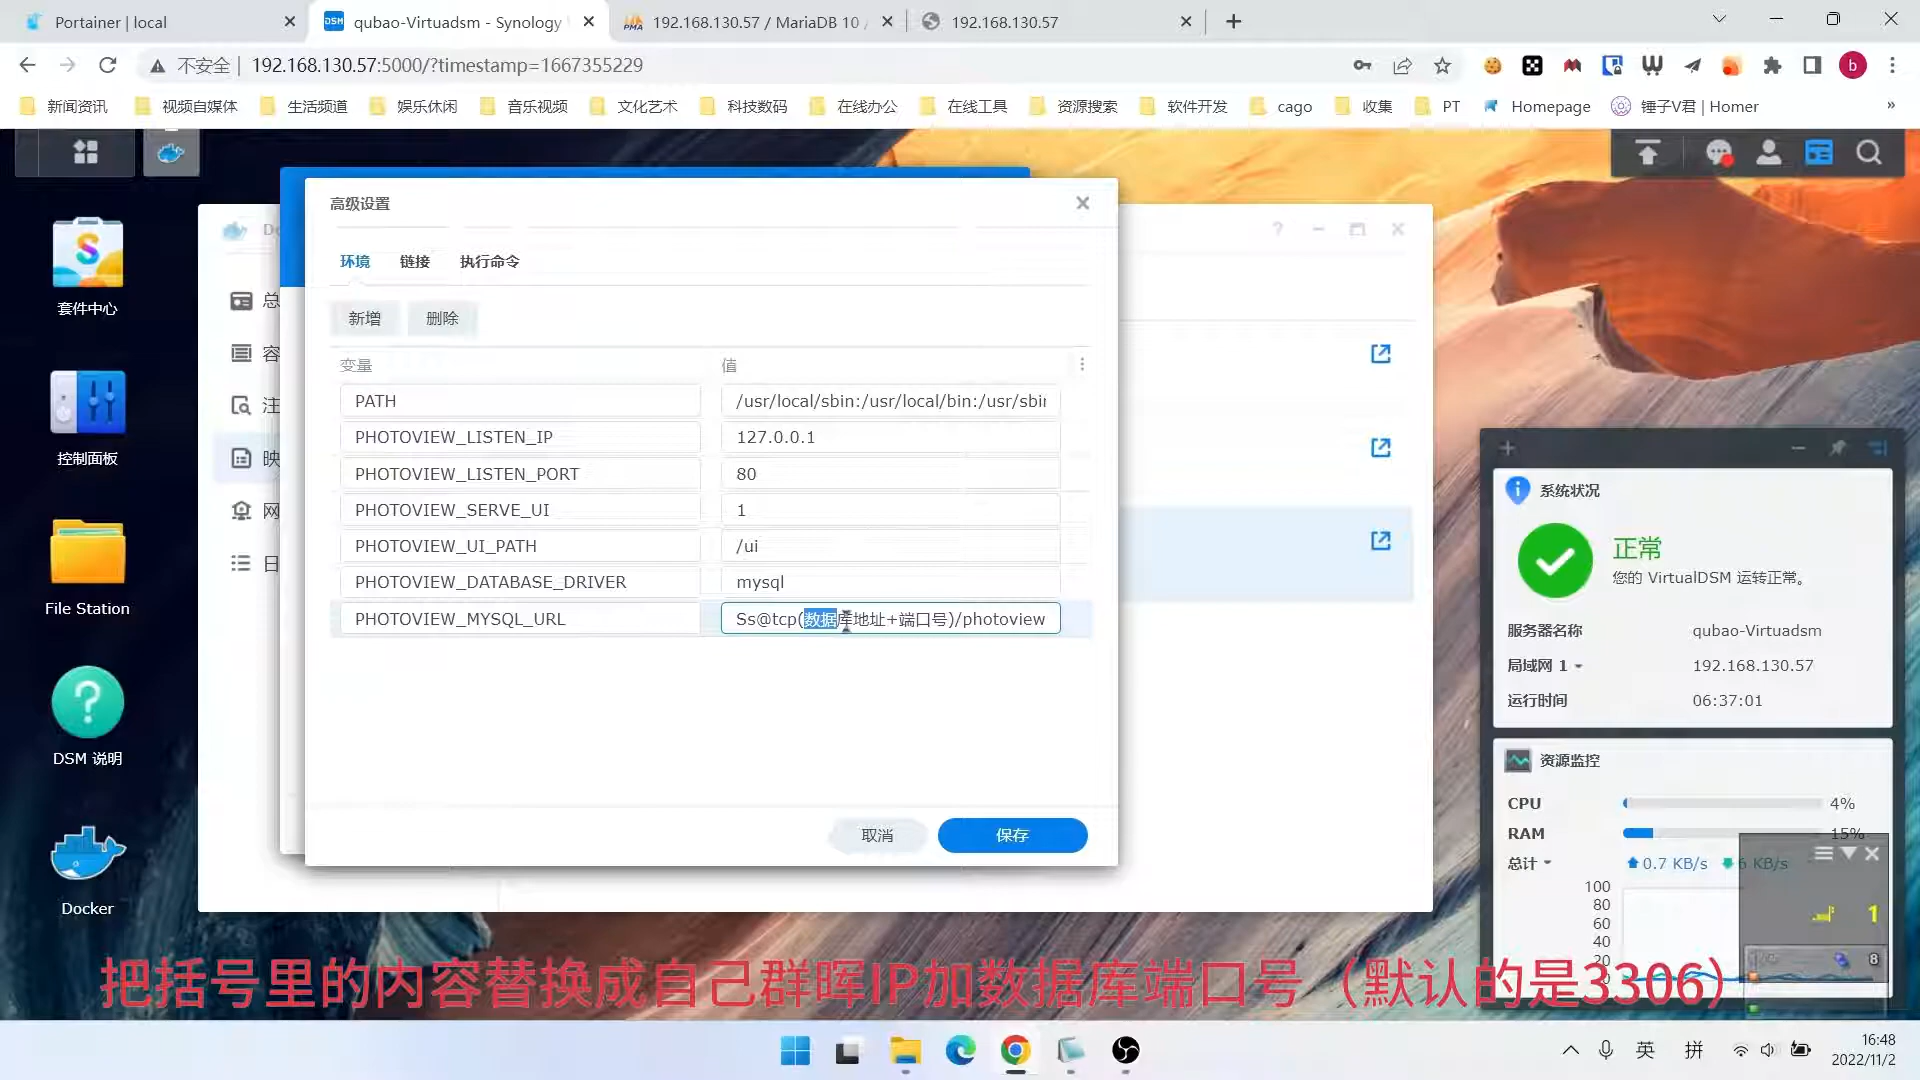 Portainer | local
qubao-Virtuadsm - Synology
192.168.130.57 / MariaDB 10
192.168.130.57
不安全
192.168.130.57:5000/?timestamp=1667355229
b
新闻资讯
视频自媒体
生活频道
娱乐休闲
音乐视频
文化艺术
科技数码
在线办公
在线工具
资源搜索
软件开发
cago
收集
PT
Homepage
锤子V君 | Homer
»
套件中心
控制面板
File Station
DSM 说明
Docker
总
容
注
映
网
日
高级设置
环境
链接
执行命令
新增
删除
变量
值
PATH
/usr/local/sbin:/usr/local/bin:/usr/sbin
PHOTOVIEW_LISTEN_IP
127.0.0.1
PHOTOVIEW_LISTEN_PORT
80
PHOTOVIEW_SERVE_UI
1
PHOTOVIEW_UI_PATH
/ui
PHOTOVIEW_DATABASE_DRIVER
mysql
PHOTOVIEW_MYSQL_URL
Ss@tcp(数据库地址+端口号)/photoview
取消
保存
系统状况
正常
您的 VirtualDSM 运转正常。
服务器名称
qubao-Virtuadsm
局域网 1
192.168.130.57
运行时间
06:37:01
资源监控
CPU
4%
RAM
15%
总计
0.7 KB/s
6 KB/s
100
80
60
40
20
1
8
把括号里的内容替换成自己群晖IP加数据库端口号（默认的是3306）
英
拼
16:48
2022/11/2